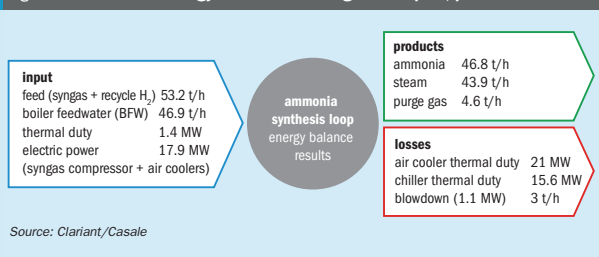 input
feed (syngas + recycle H2) 53.2 t/h
boiler feedwater (BFW) 46.9 t/h
thermal duty 1.4 MW
electric power 17.9 MW
(syngas compressor + air coolers)
ammonia
synthesis loop
energy balance
results
products
ammonia 46.8 t/h
steam 43.9 t/h
purge gas 4.6 t/h
losses
air cooler thermal duty 21 MW
chiller thermal duty 15.6 MW
blowdown (1.1 MW) 3 t/h
Source: Clariant/Casale